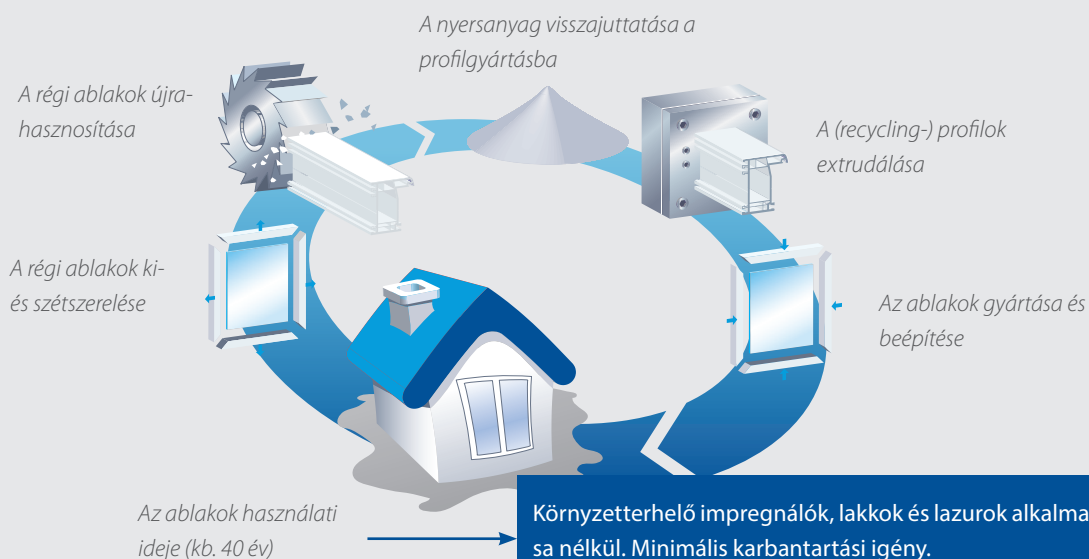 A nyersanyag visszajuttatása a
profilgyártásba
A régi ablakok újra-
hasznosítása
A (recycling-) profilok
extrudálása
A régi ablakok ki-
és szétszerelése
Az ablakok gyártása és
beépítése
Az ablakok használati
ideje (kb. 40 év)
Környzetterhelő impregnálók, lakkok és lazurok alkalma
sa nélkül. Minimális karbantartási igény.